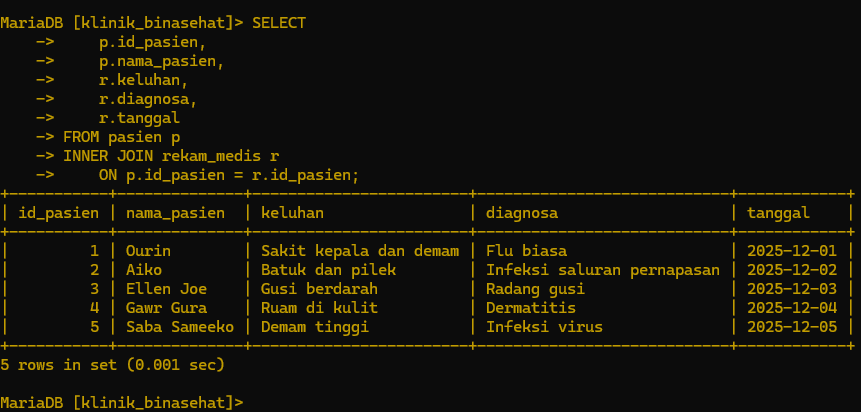 MariaDB [klinik_binasehat]> SELECT
    ->     p.id_pasien,
    ->     p.nama_pasien,
    ->     r.keluhan,
    ->     r.diagnosa,
    ->     r.tanggal
    -> FROM pasien p
    -> INNER JOIN rekam_medis r
    ->     ON p.id_pasien = r.id_pasien;
+-----------+--------------+------------------------+---------------------------+------------+
| id_pasien | nama_pasien  | keluhan                | diagnosa                  | tanggal    |
+-----------+--------------+------------------------+---------------------------+------------+
|         1 | Ourin        | Sakit kepala dan demam | Flu biasa                 | 2025-12-01 |
|         2 | Aiko         | Batuk dan pilek        | Infeksi saluran pernapasan | 2025-12-02 |
|         3 | Ellen Joe    | Gusi berdarah          | Radang gusi               | 2025-12-03 |
|         4 | Gawr Gura    | Ruam di kulit          | Dermatitis                | 2025-12-04 |
|         5 | Saba Sameeko | Demam tinggi           | Infeksi virus             | 2025-12-05 |
+-----------+--------------+------------------------+---------------------------+------------+
5 rows in set (0.001 sec)
MariaDB [klinik_binasehat]>